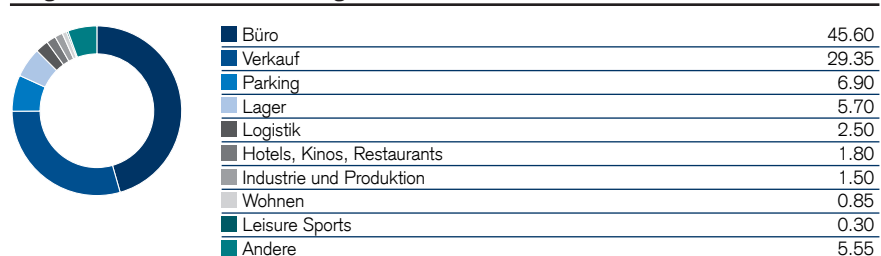 Büro 45.60
Verkauf 29.35
Parking 6.90
Lager 5.70
Logistik 2.50
Hotels, Kinos, Restaurants 1.80
Industrie und Produktion 1.50
Wohnen 0.85
Leisure Sports 0.30
Andere 5.55